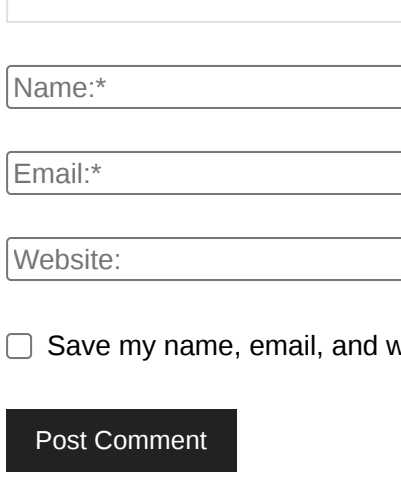 Name:*
Email:*
Website:
Save my name, email, and
Post Comment